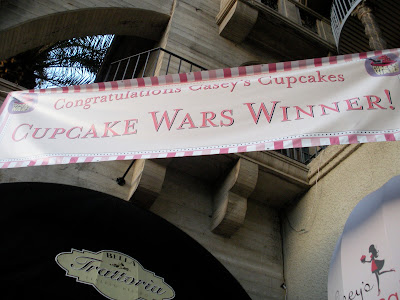 Congratulations Casey's Cupcakes
CUPCAKE WARS WINNER!
BELLA
Trattoria